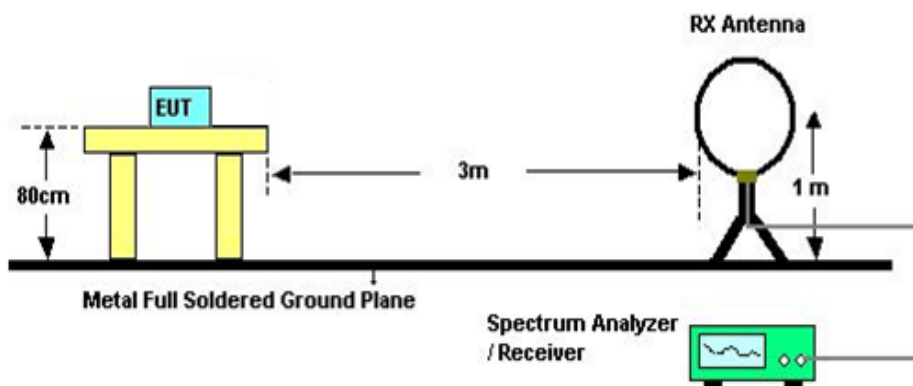 RX Antenna
EUT
80cm
3m
1 m
Metal Full Soldered Ground Plane
Spectrum Analyzer
/ Receiver